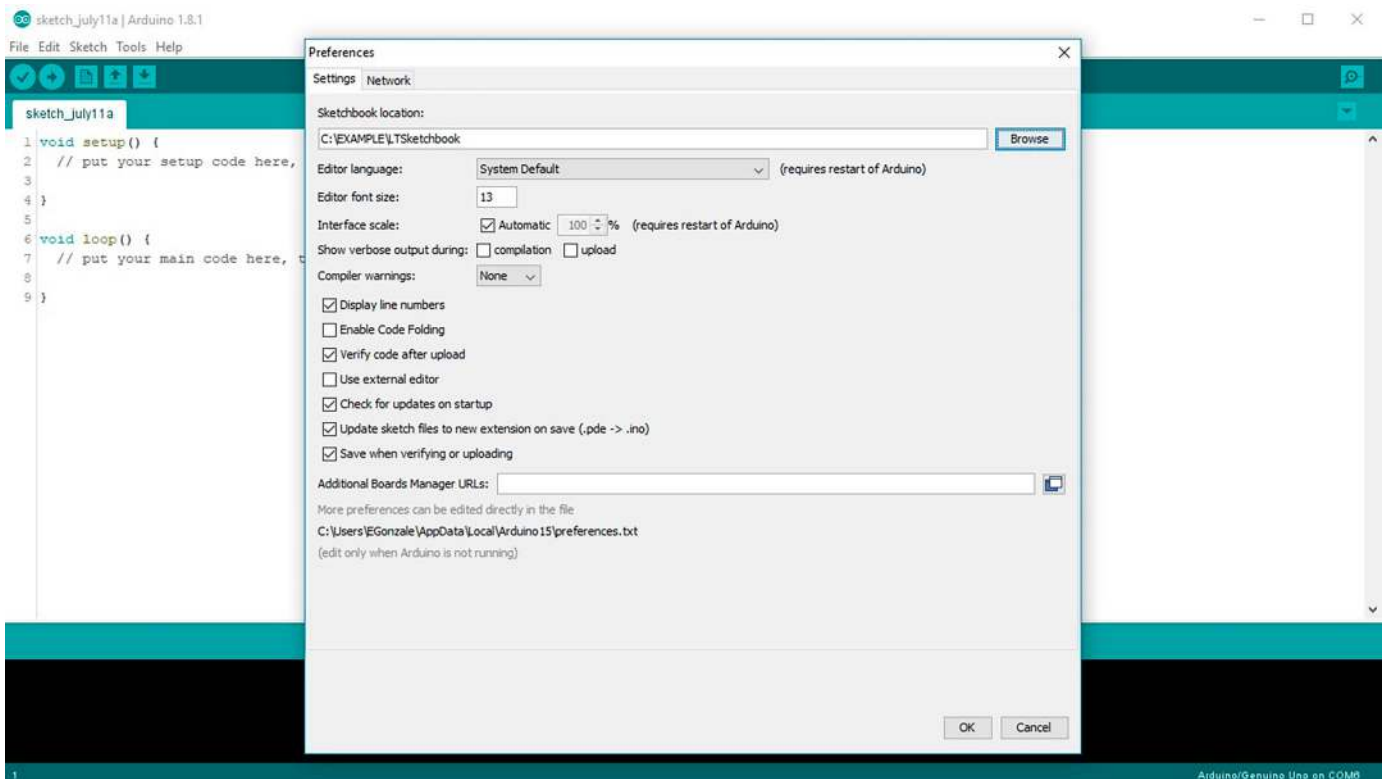 sketch_july11a | Arduino 1.8.1
File Edit Sketch Tools Help
sketch_july11a
1 void setup() {
2 // put your setup code here,
3
4 }
5
6 void loop() {
7 // put your main code here, t
8
9 }
Preferences
Settings Network
Sketchbook location:
C:\EXAMPLE\LTSketchbook Browse
Editor language: System Default (requires restart of Arduino)
Editor font size: 13
Interface scale: Automatic 100 % (requires restart of Arduino)
Show verbose output during: compilation upload
Compiler warnings: None
Display line numbers
Enable Code Folding
Verify code after upload
Use external editor
Check for updates on startup
Update sketch files to new extension on save (.pde -> .ino)
Save when verifying or uploading
Additional Boards Manager URLs:
More preferences can be edited directly in the file
C:\Users\EGonzale\AppData\Local\Arduino15\preferences.txt
(edit only when Arduino is not running)
OK Cancel
1 Arduino/Genuino Uno on COM6